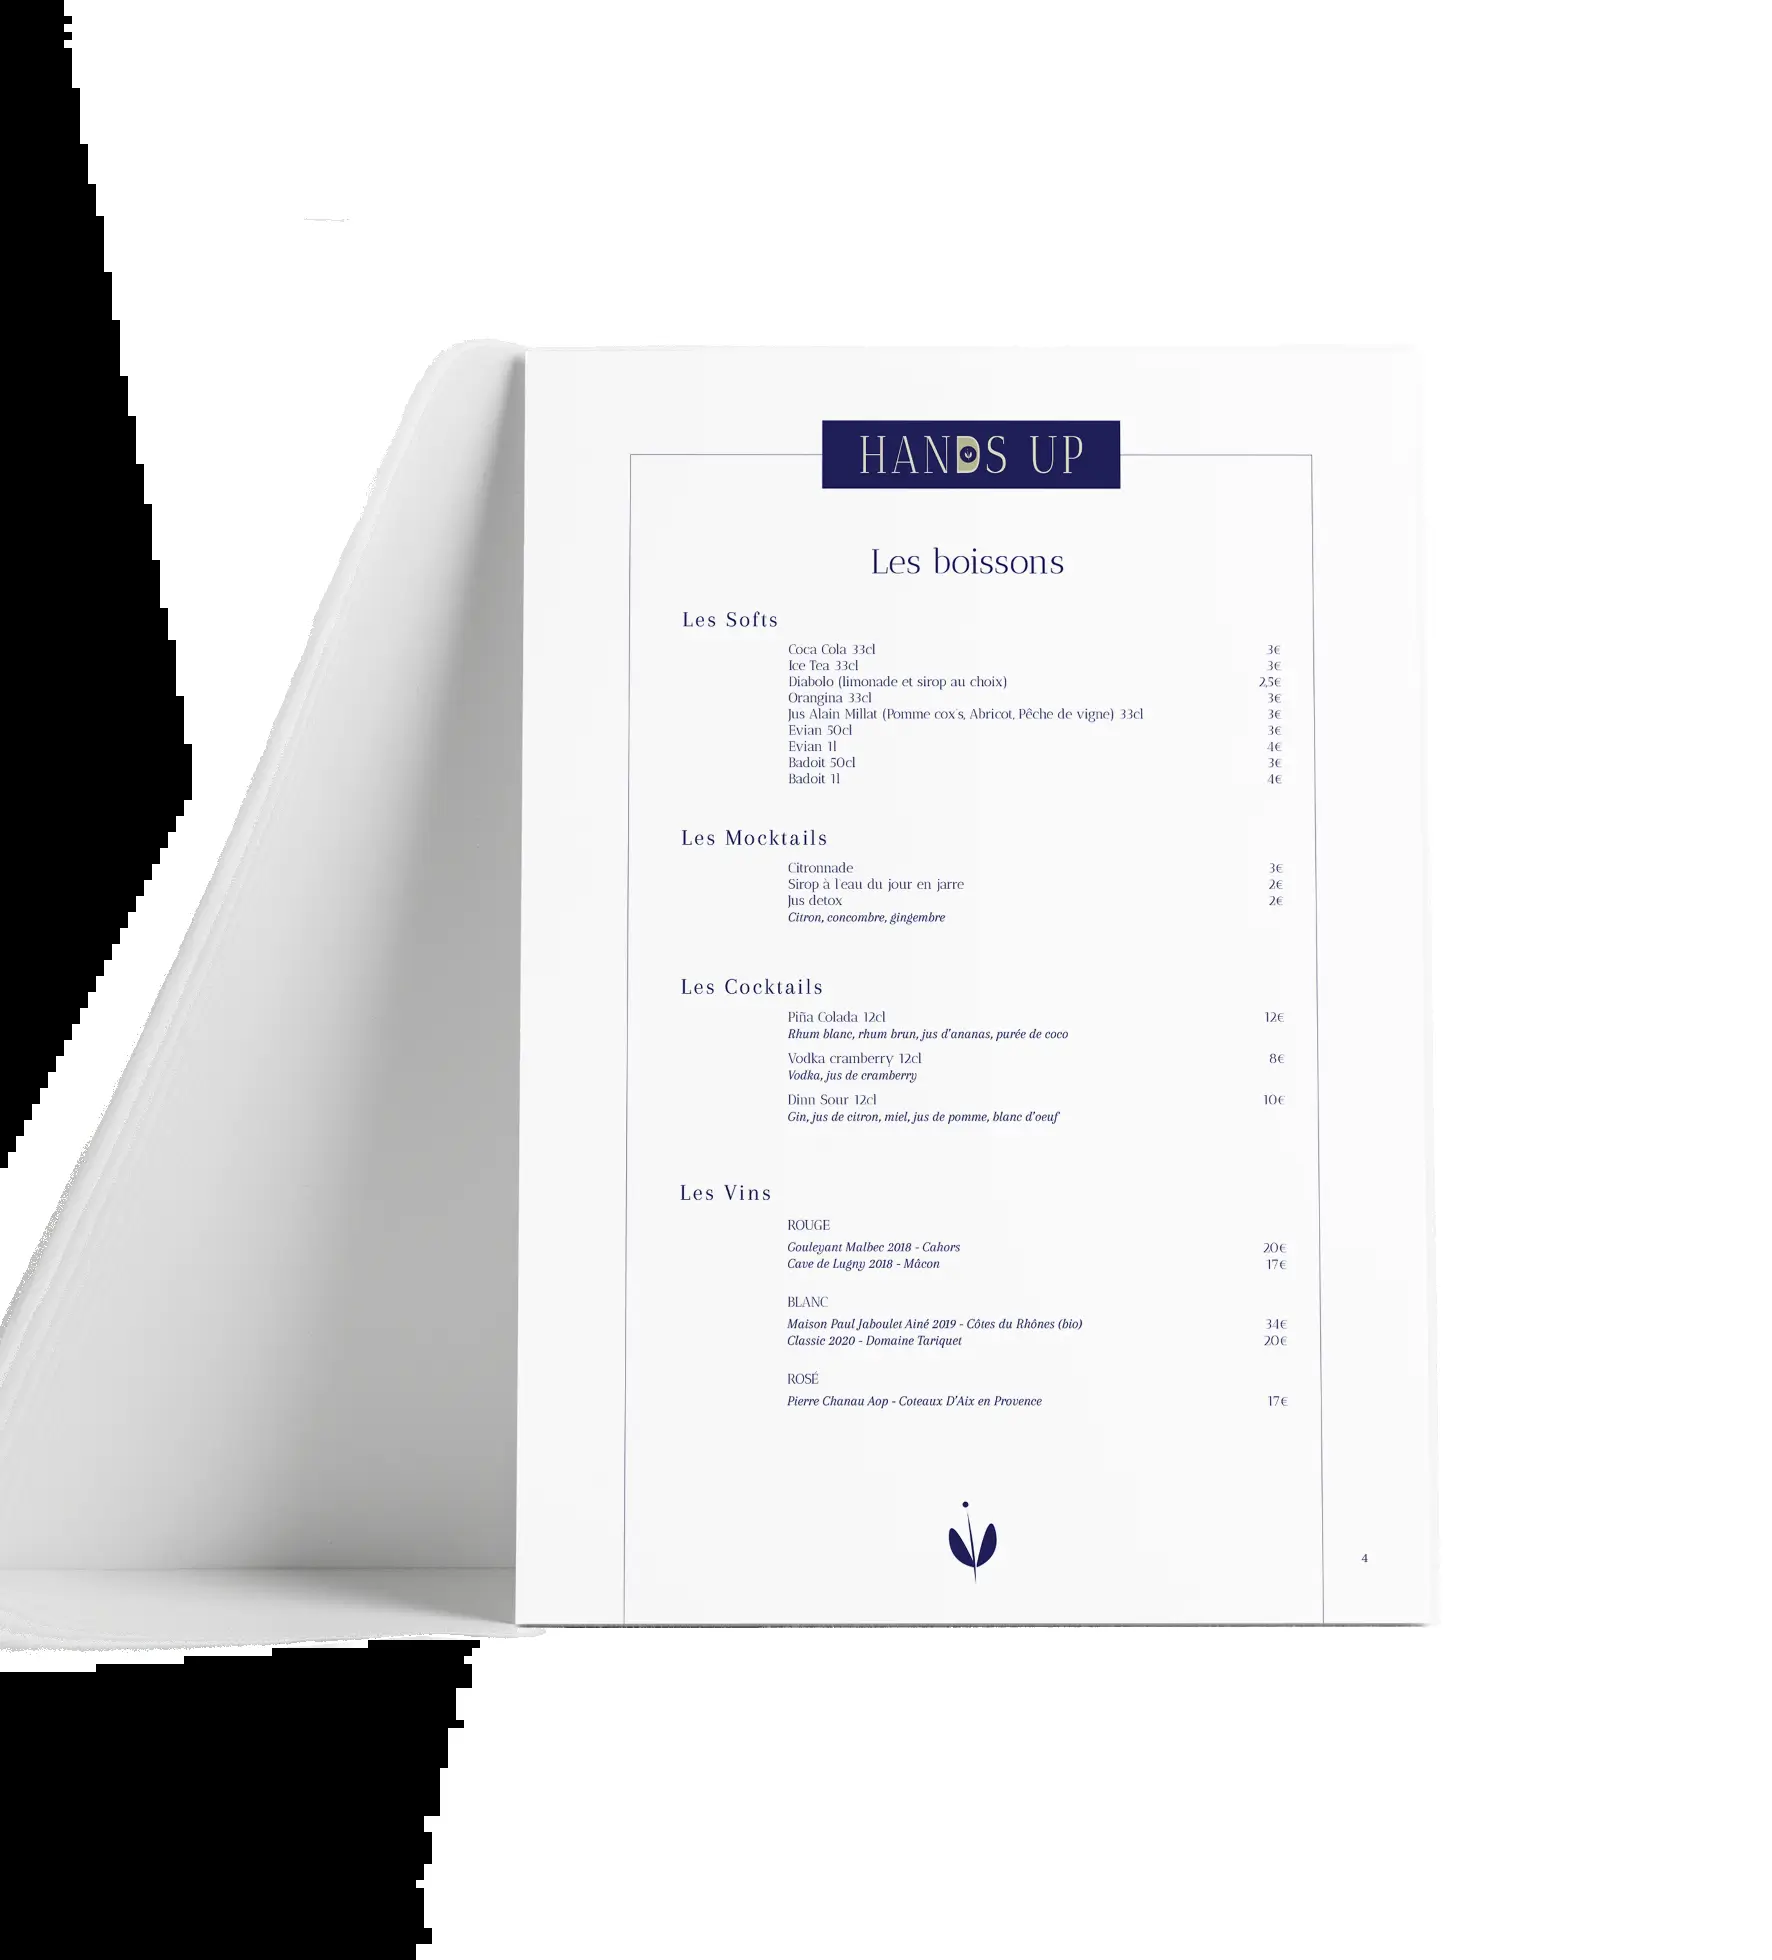 HANDS UP
Les boissons
Les Softs
Coca Cola 33cl 3€
Ice Tea 33cl 3€
Diabolo (limonade et sirop au choix) 2,5€
Orangina 33cl 3€
Jus Alain Millat (Pomme cox's, Abricot, Pêche de vigne) 33cl 3€
Evian 50cl 3€
Evian 1l 4€
Badoit 50cl 3€
Badoit 1l 4€
Les Mocktails
Citronnade 3€
Sirop à l'eau du jour en jarre 2€
Jus detox 2€
Citron, concombre, gingembre
Les Cocktails
Piña Colada 12cl 12€
Rhum blanc, rhum brun, jus d'ananas, purée de coco
Vodka cramberry 12cl 8€
Vodka, jus de cramberry
Dinn Sour 12cl 10€
Gin, jus de citron, miel, jus de pomme, blanc d'oeuf
Les Vins
ROUGE
Gouleyant Malbec 2018 - Cahors 20€
Cave de Lugny 2018 - Mâcon 17€
BLANC
Maison Paul Jaboulet Ainé 2019 - Côtes du Rhônes (bio) 34€
Classic 2020 - Domaine Tariquet 20€
ROSÉ
Pierre Chanau Aop - Coteaux D'Aix en Provence 17€
4